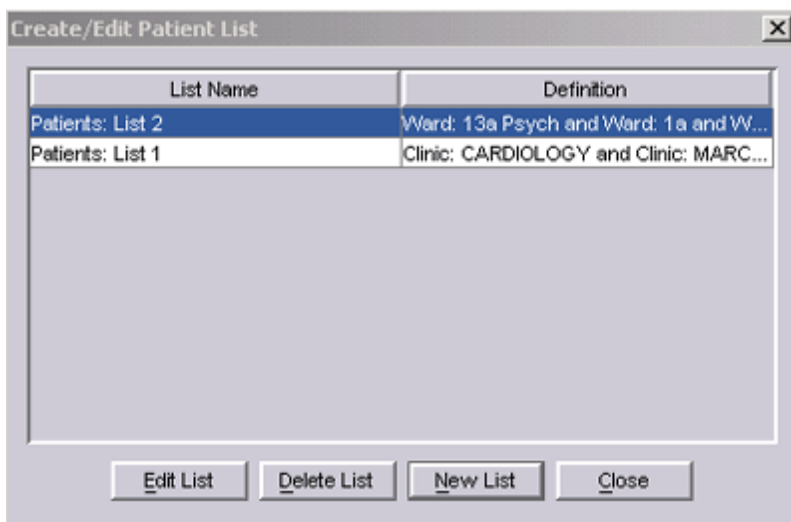 Create/Edit Patient List
List Name Definition
Patients: List 2 Ward: 13a Psych and Ward: 1a and W...
Patients: List 1 Clinic: CARDIOLOGY and Clinic: MARC...
Edit List Delete List New List Close